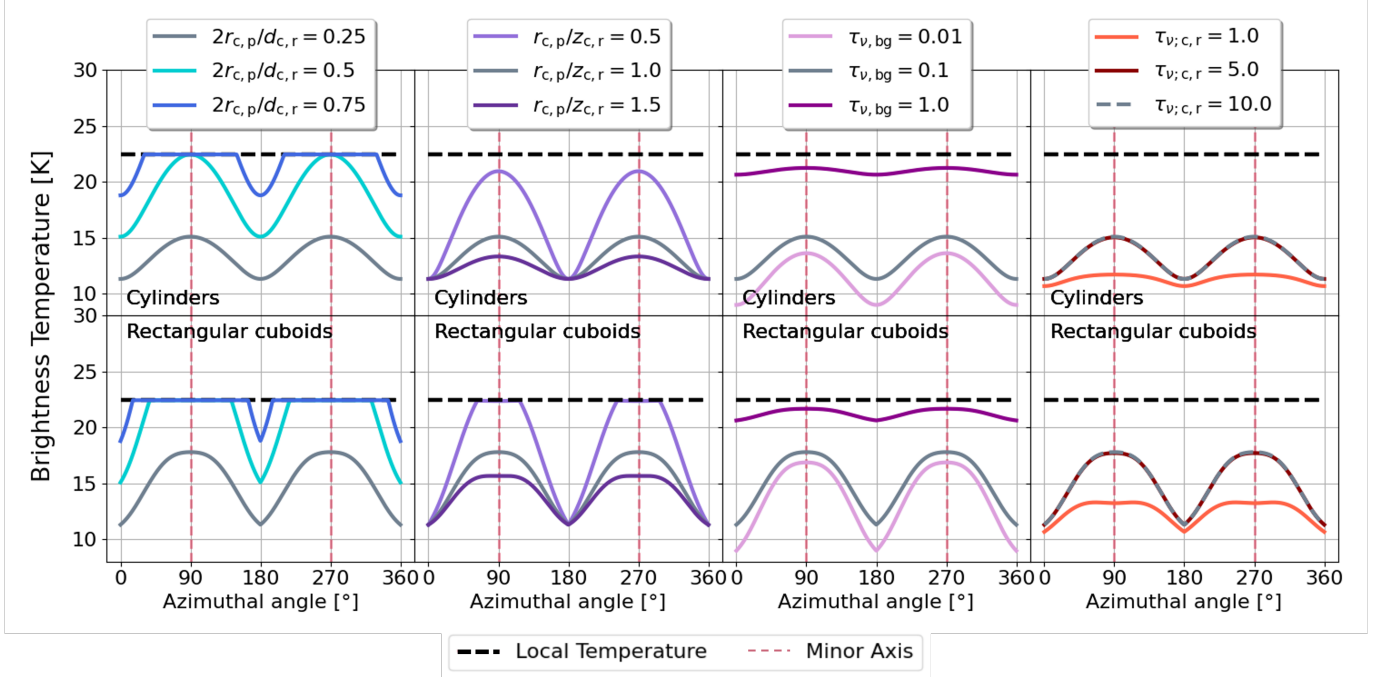 2r_c,p/d_c,r = 0.25
2r_c,p/d_c,r = 0.5
2r_c,p/d_c,r = 0.75
r_c,p/z_c,r = 0.5
r_c,p/z_c,r = 1.0
r_c,p/z_c,r = 1.5
τ_ν,bg = 0.01
τ_ν,bg = 0.1
τ_ν,bg = 1.0
τ_ν;c,r = 1.0
τ_ν;c,r = 5.0
τ_ν;c,r = 10.0
Brightness Temperature [K]
30
25
20
15
10
Cylinders
Cylinders
Cylinders
Cylinders
30
25
20
15
10
Rectangular cuboids
Rectangular cuboids
Rectangular cuboids
Rectangular cuboids
0 90 180 270 360
0 90 180 270 360
0 90 180 270 360
0 90 180 270 360
Azimuthal angle [°]
Azimuthal angle [°]
Azimuthal angle [°]
Azimuthal angle [°]
Local Temperature
Minor Axis